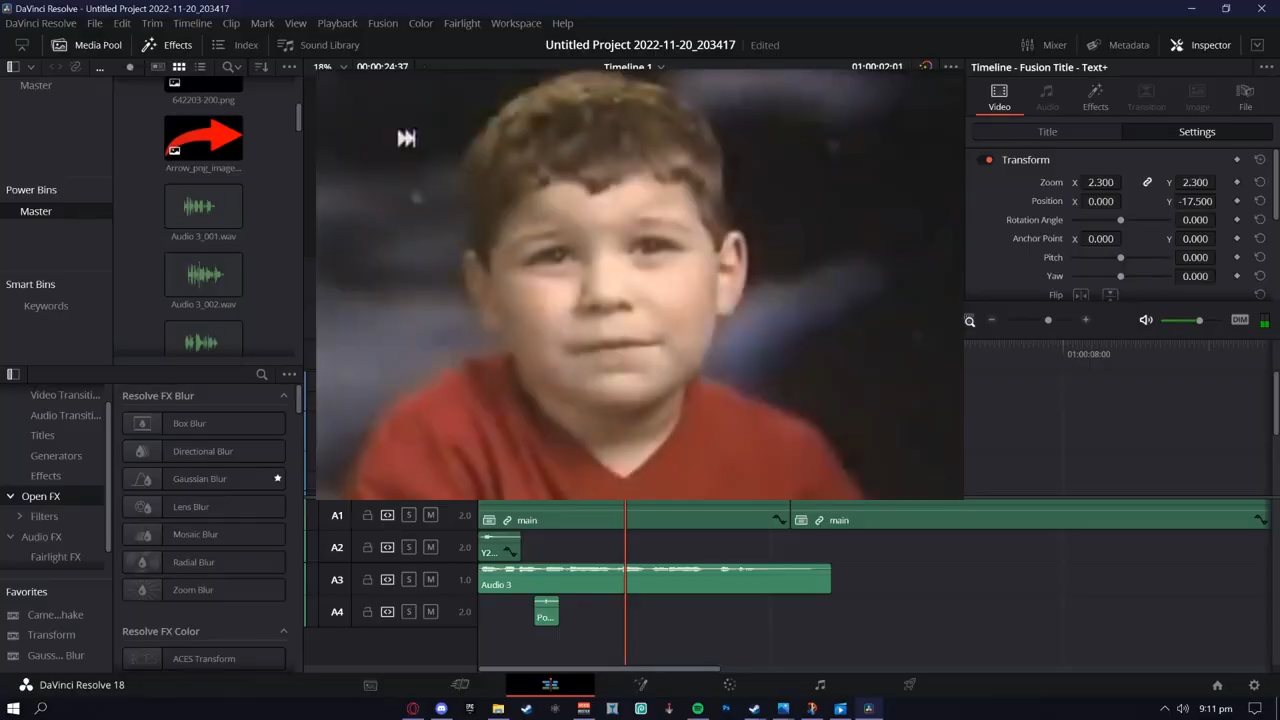 DaVinci Resolve - Untitled Project 2022-11-20_203417
DaVinci Resolve File Edit Trim Timeline Clip Mark View Playback Fusion Color Fairlight Workspace Help
Media Pool Effects Index Sound Library Untitled Project 2022-11-20_203417 Edited Mixer Metadata Inspector
18% 00:00:24:37 Timeline 1 01:00:02:01 Timeline - Fusion Title - Text+
Master
642203-200.png
Arrow_png_image...
Power Bins
Master
Audio 3_001.wav
Smart Bins
Keywords
Audio 3_002.wav
Video Audio Effects Transition Image File
Title Settings
Transform
Zoom X 2.300 Y 2.300
Position X 0.000 Y -17.500
Rotation Angle 0.000
Anchor Point X 0.000 Y 0.000
Pitch 0.000
Yaw 0.000
Flip
DIM
01:00:08:00
Video Transiti...
Audio Transiti...
Titles
Generators
Effects
Open FX
Filters
Audio FX
Fairlight FX
Favorites
Came...hake
Transform
Gauss... Blur
Resolve FX Blur
Box Blur
Directional Blur
Gaussian Blur
Lens Blur
Mosaic Blur
Radial Blur
Zoom Blur
Resolve FX Color
ACES Transform
A1 S M 2.0 main main
A2 S M 2.0 Y2...
A3 S M 1.0 Audio 3
A4 S M 2.0 Po...
DaVinci Resolve 18
9:11 pm